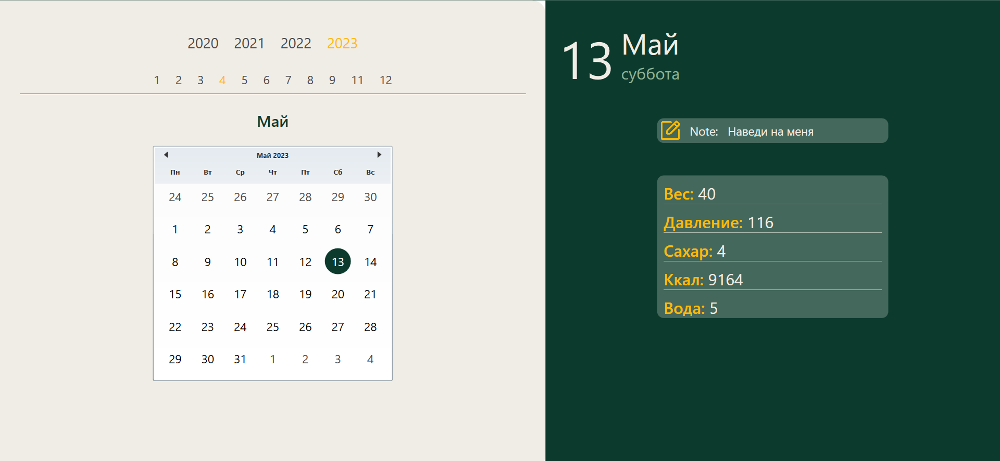 2020 2021 2022 2023
1 2 3 4 5 6 7 8 9 11 12
Май
Май 2023
Пн Вт Ср Чт Пт Сб Вс
24 25 26 27 28 29 30
1 2 3 4 5 6 7
8 9 10 11 12 13 14
15 16 17 18 19 20 21
22 23 24 25 26 27 28
29 30 31 1 2 3 4
13 Май
суббота
Note: Наведи на меня
Вес: 40
Давление: 116
Сахар: 4
Ккал: 9164
Вода: 5